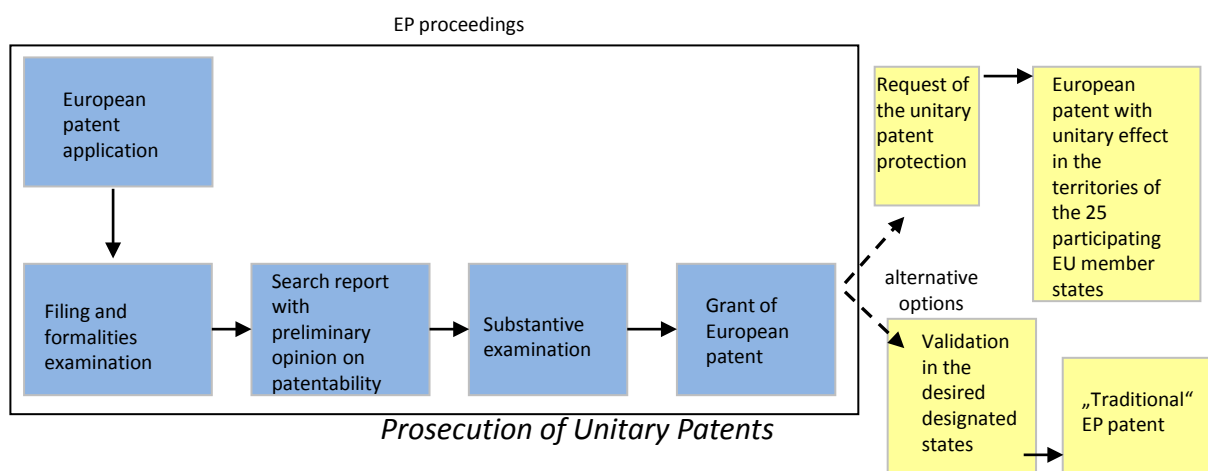 EP proceedings
European
patent
application
Filing and
formalities
examination
Search report
with
preliminary
opinion on
patentability
Substantive
examination
Grant of
European
patent
Request of
the unitary
patent
protection
European
patent with
unitary effect
in the
territories of
the 25
participating
EU member
states
alternative
options
Validation
in the
desired
designated
states
„Traditional“
EP patent
Prosecution of Unitary Patents